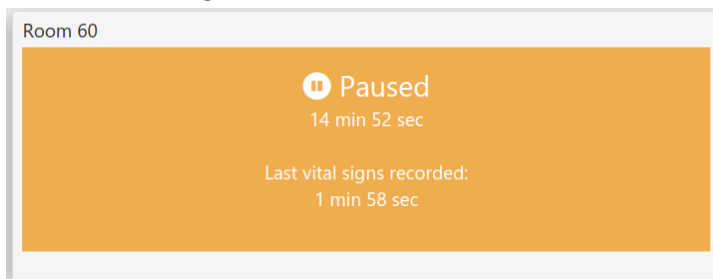 Room 60
Paused
14 min 52 sec
Last vital signs recorded:
1 min 58 sec